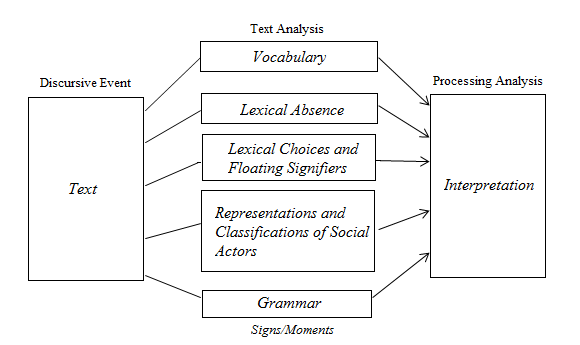 Text Analysis
Vocabulary
Discursive Event
Processing Analysis
Lexical Absence
Lexical Choices and
Floating Signifiers
Text
Interpretation
Representations and
Classifications of Social
Actors
Grammar
Signs/Moments